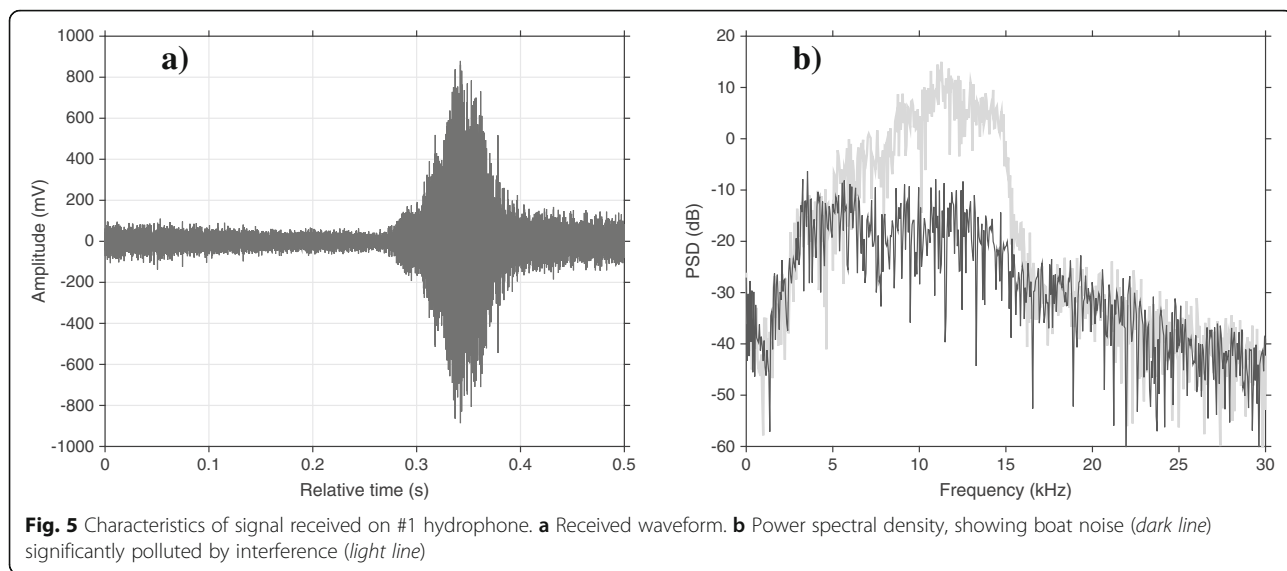 a)
1000
800
600
400
200
0
-200
-400
-600
-800
-1000
Amplitude (mV)
0 0.1 0.2 0.3 0.4 0.5
Relative time (s)
b)
20
10
0
-10
-20
-30
-40
-50
-60
PSD (dB)
0 5 10 15 20 25 30
Frequency (kHz)
Fig. 5 Characteristics of signal received on #1 hydrophone. a Received waveform. b Power spectral density, showing boat noise (dark line)
significantly polluted by interference (light line)